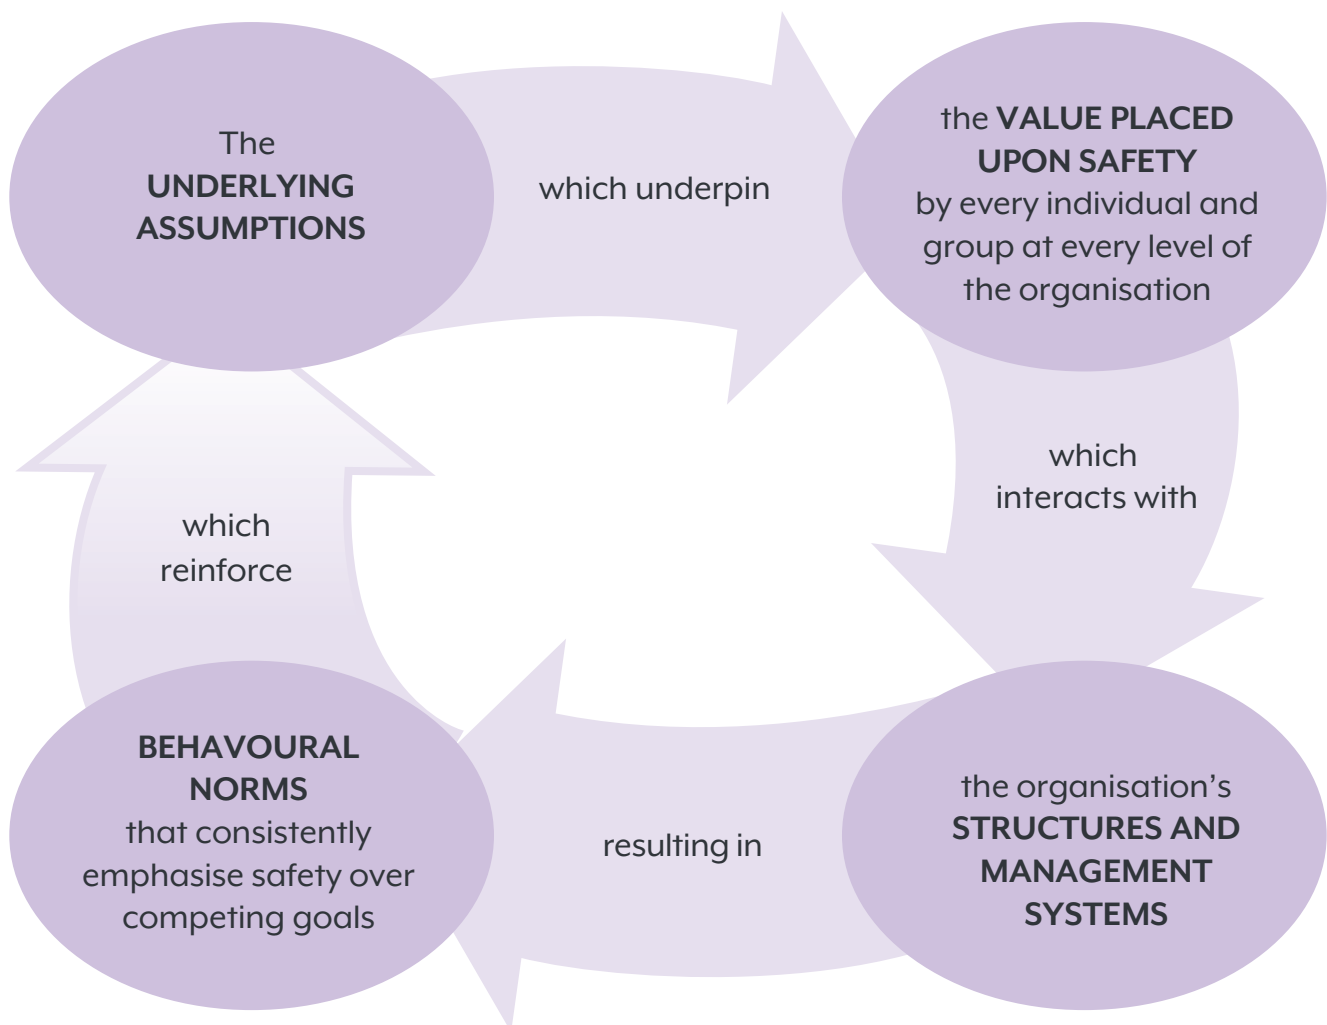 The
UNDERLYING
ASSUMPTIONS
which underpin
the VALUE PLACED
UPON SAFETY
by every individual and
group at every level of
the organisation
which
interacts with
the organisation’s
STRUCTURES AND
MANAGEMENT
SYSTEMS
resulting in
BEHAVOURAL
NORMS
that consistently
emphasise safety over
competing goals
which
reinforce